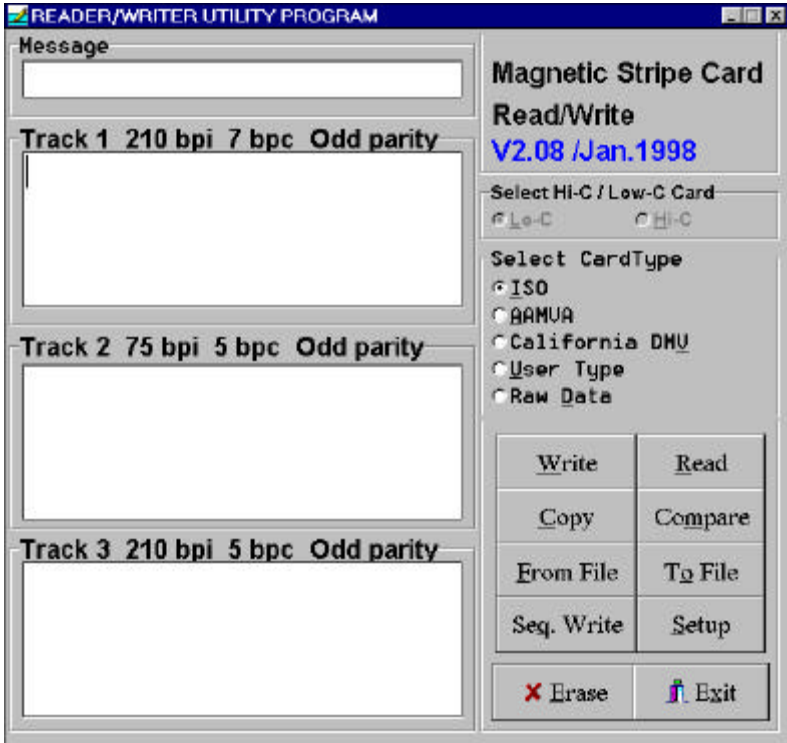 READER/WRITER UTILITY PROGRAM
Message
Track 1 210 bpi 7 bpc Odd parity
Track 2 75 bpi 5 bpc Odd parity
Track 3 210 bpi 5 bpc Odd parity
Magnetic Stripe Card
Read/Write
V2.08 /Jan.1998
Select Hi-C / Low-C Card
Lo-C Hi-C
Select CardType
ISO
AAMVA
California DMV
User Type
Raw Data
Write Read
Copy Compare
From File To File
Seq. Write Setup
Erase Exit